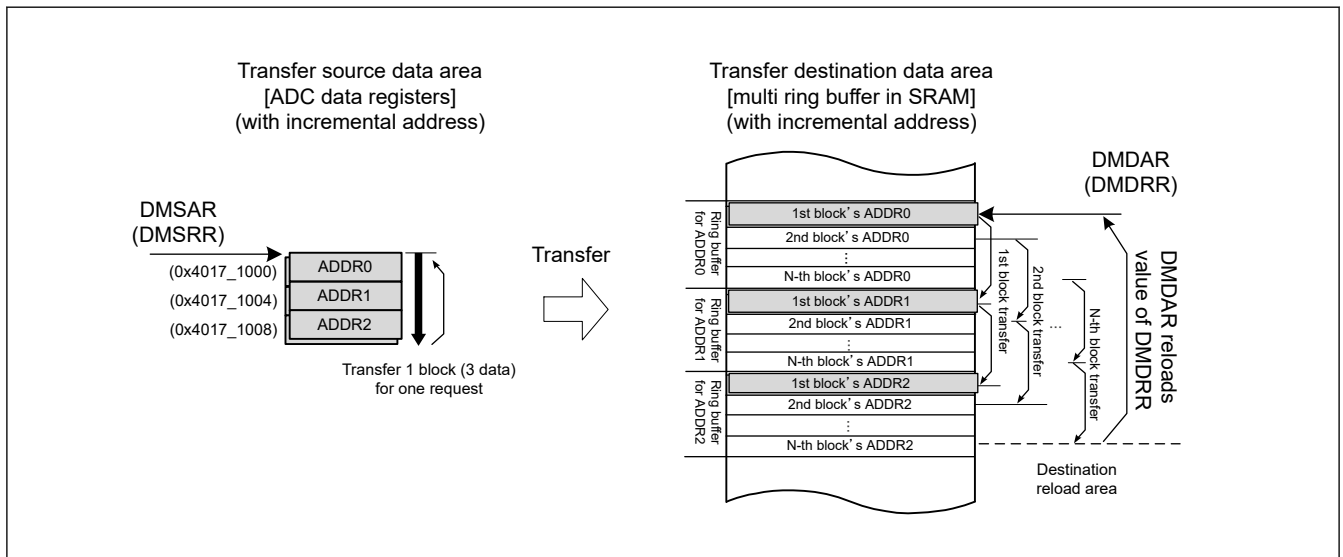 Transfer source data area
[ADC data registers]
(with incremental address)
DMSAR
(DMSRR)
(0x4017_1000)
(0x4017_1004)
(0x4017_1008)
ADDR0
ADDR1
ADDR2
Transfer 1 block (3 data)
for one request
Transfer
Transfer destination data area
[multi ring buffer in SRAM]
(with incremental address)
Ring buffer
for ADDR0
1st block’s ADDR0
2nd block’s ADDR0
⋮
N-th block’s ADDR0
Ring buffer
for ADDR1
1st block’s ADDR1
2nd block’s ADDR1
⋮
N-th block’s ADDR1
Ring buffer
for ADDR2
1st block’s ADDR2
2nd block’s ADDR2
⋮
N-th block’s ADDR2
1st block transfer
2nd block transfer
...
N-th block transfer
DMDAR
(DMDRR)
DMDAR reloads
value of DMDRR
Destination
reload area